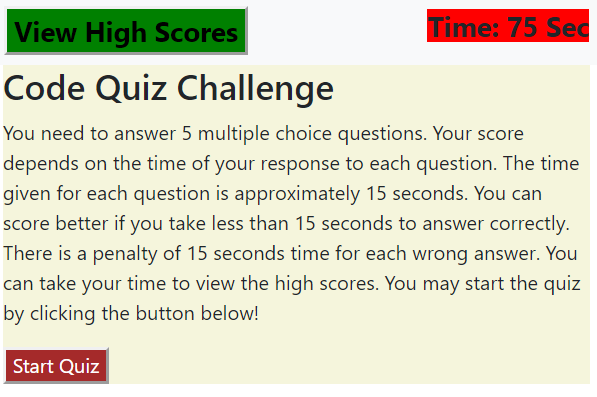 View High Scores
Time: 75 Sec
Code Quiz Challenge
You need to answer 5 multiple choice questions. Your score
depends on the time of your response to each question. The time
given for each question is approximately 15 seconds. You can
score better if you take less than 15 seconds to answer correctly.
There is a penalty of 15 seconds time for each wrong answer. You
can take your time to view the high scores. You may start the quiz
by clicking the button below!
Start Quiz